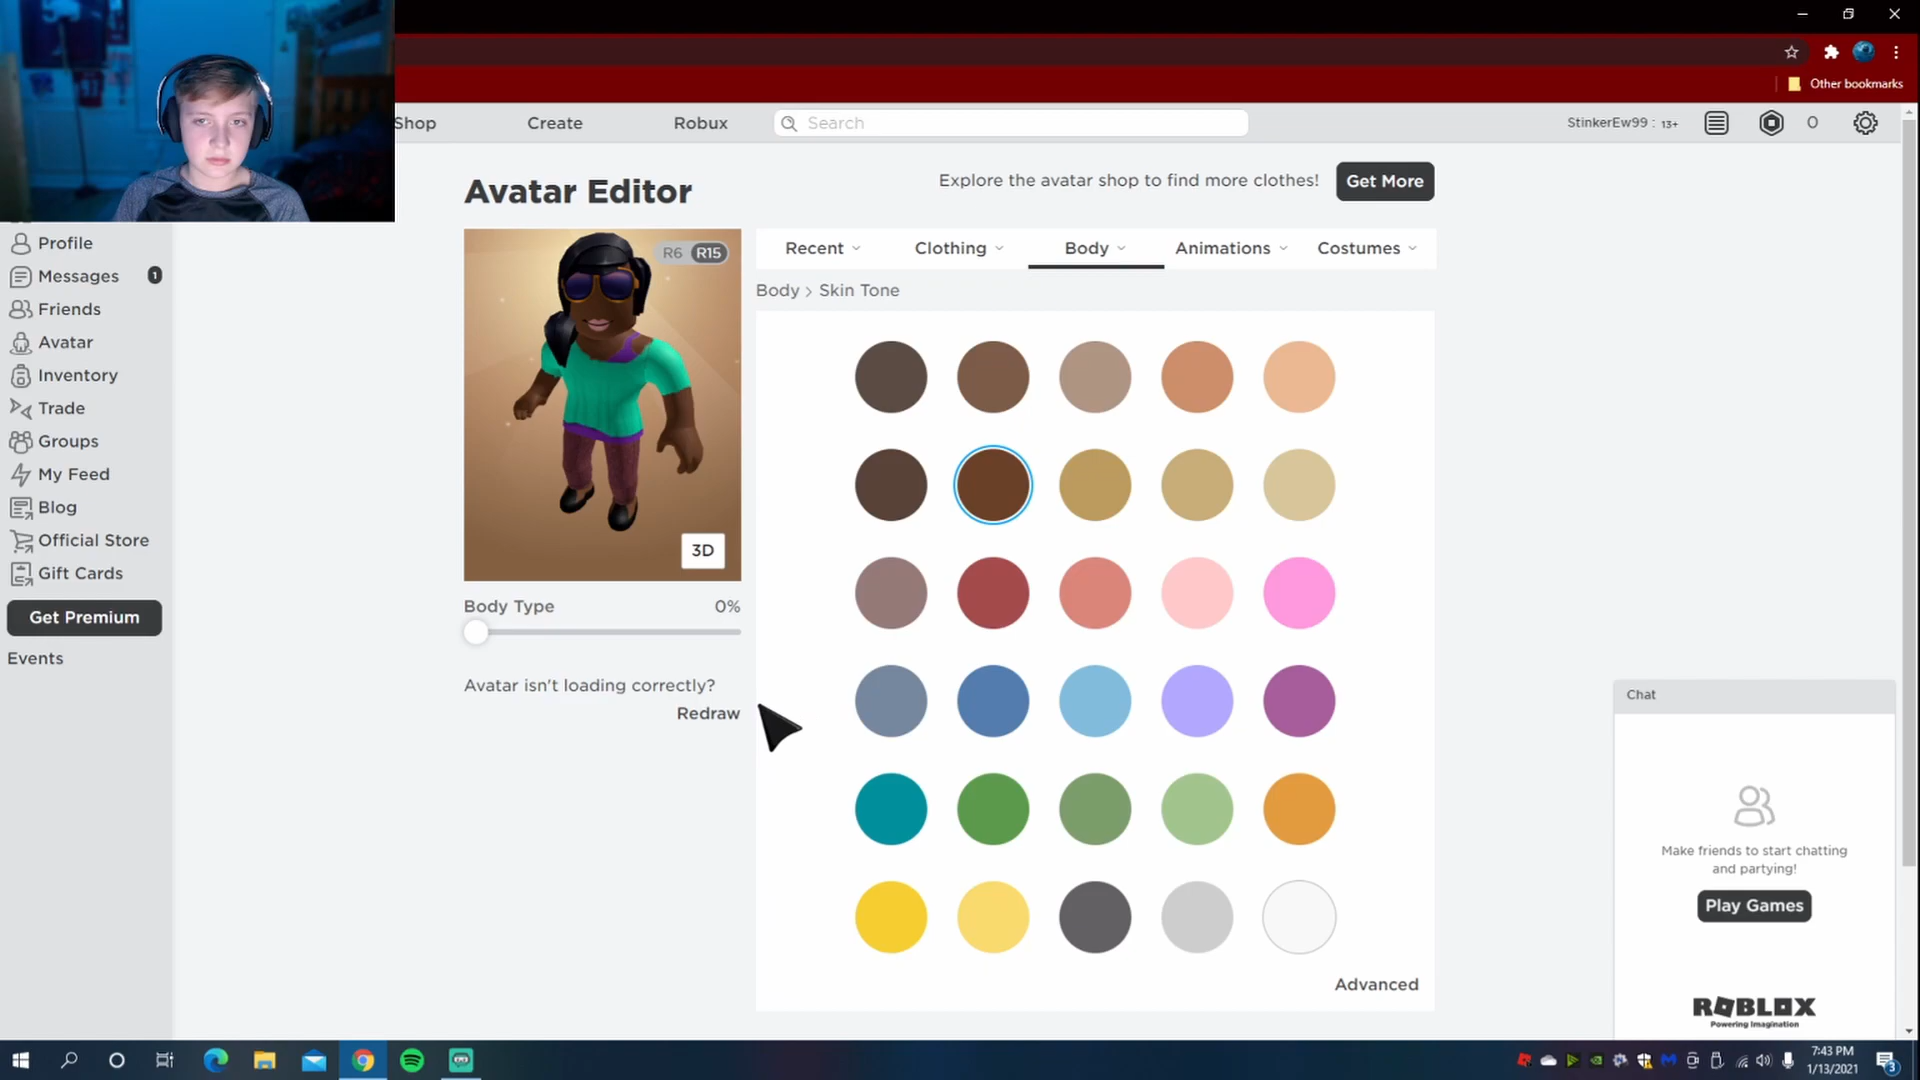 Other bookmarks
Shop
Create
Robux
Search
StinkerEw99 : 13+
0
Avatar Editor
Explore the avatar shop to find more clothes!
Get More
Profile
Messages
1
Friends
Avatar
Inventory
Trade
Groups
My Feed
Blog
Official Store
Gift Cards
Get Premium
Events
R6
R15
3D
Body Type
0%
Avatar isn't loading correctly?
Redraw
Recent
Clothing
Body
Animations
Costumes
Body > Skin Tone
Advanced
Chat
Make friends to start chatting
and partying!
Play Games
ROBLOX
Powering Imagination
7:43 PM
1/13/2021
3